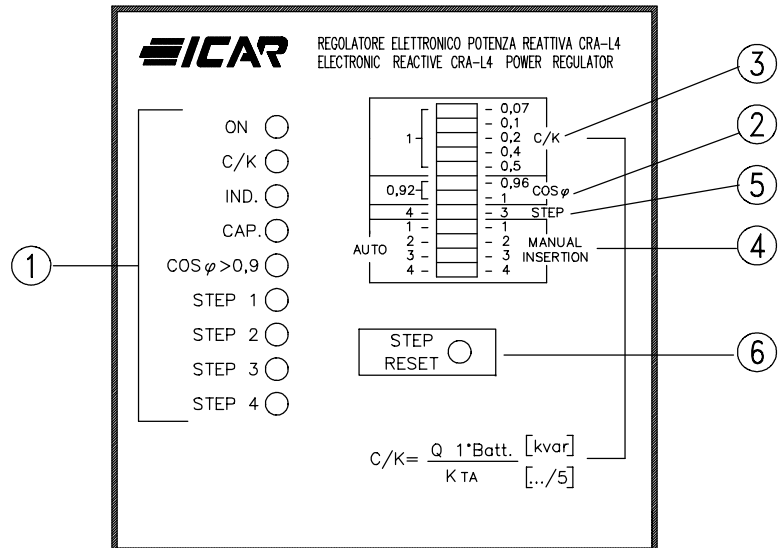 ICAR
REGOLATORE ELETTRONICO POTENZA REATTIVA CRA-L4
ELECTRONIC REACTIVE CRA-L4 POWER REGULATOR
1
ON
C/K
IND.
CAP.
COS φ>0,9
STEP 1
STEP 2
STEP 3
STEP 4
1
0,07
0,1
0,2
0,4
0,5
C/K
0,92
0,96
1
COS φ
4
3 STEP
AUTO
1
2
3
4
1
2
3
4
MANUAL
INSERTION
3
2
5
4
STEP
RESET
6
C/K= Q 1°Batt. [kvar]
K TA [.../5]